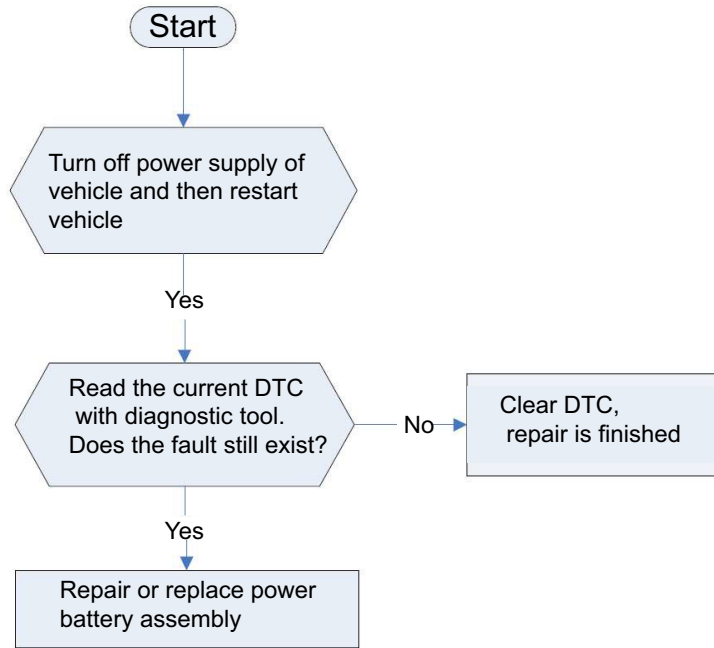 Start
Turn off power supply of
vehicle and then restart
vehicle
Yes
Read the current DTC
with diagnostic tool.
Does the fault still exist?
No
Clear DTC,
repair is finished
Yes
Repair or replace power
battery assembly